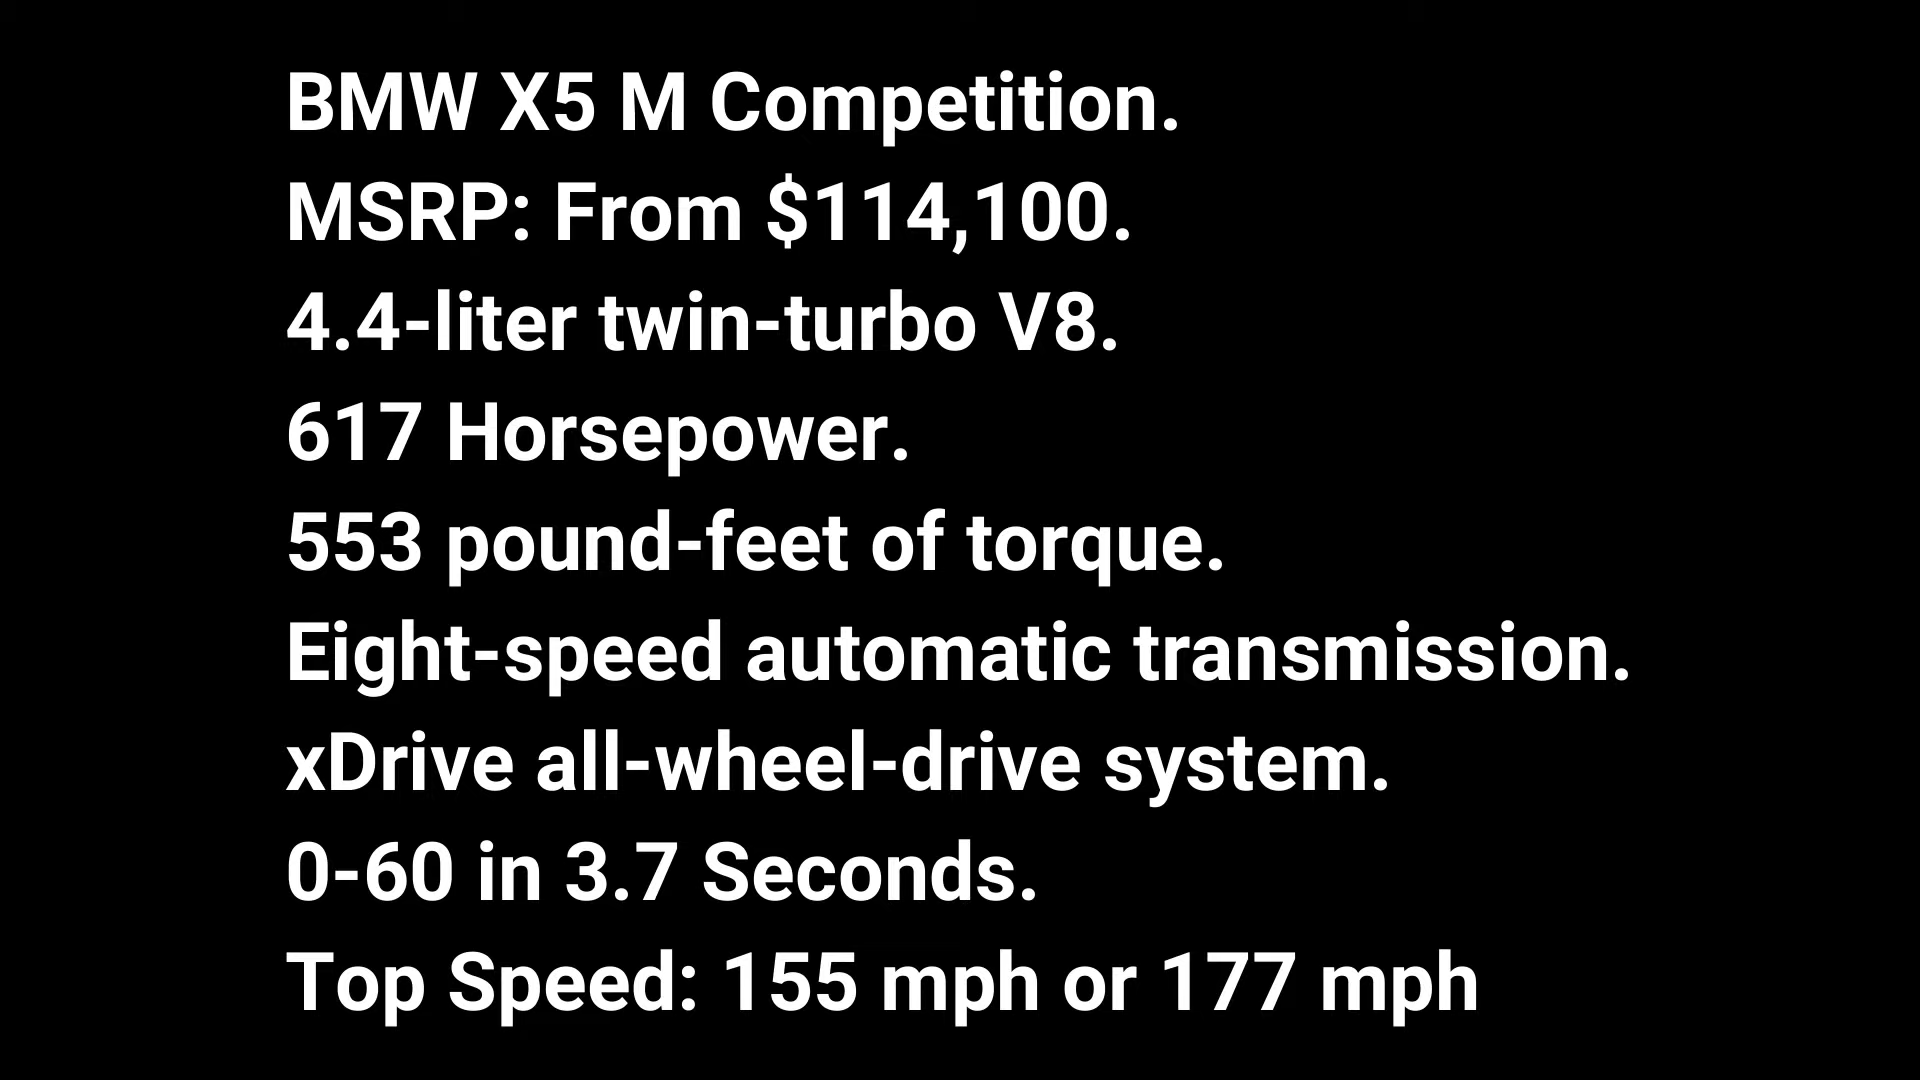 BMW X5 M Competition.
MSRP: From $114,100.
4.4-liter twin-turbo V8.
617 Horsepower.
553 pound-feet of torque.
Eight-speed automatic transmission.
xDrive all-wheel-drive system.
0-60 in 3.7 Seconds.
Top Speed: 155 mph or 177 mph